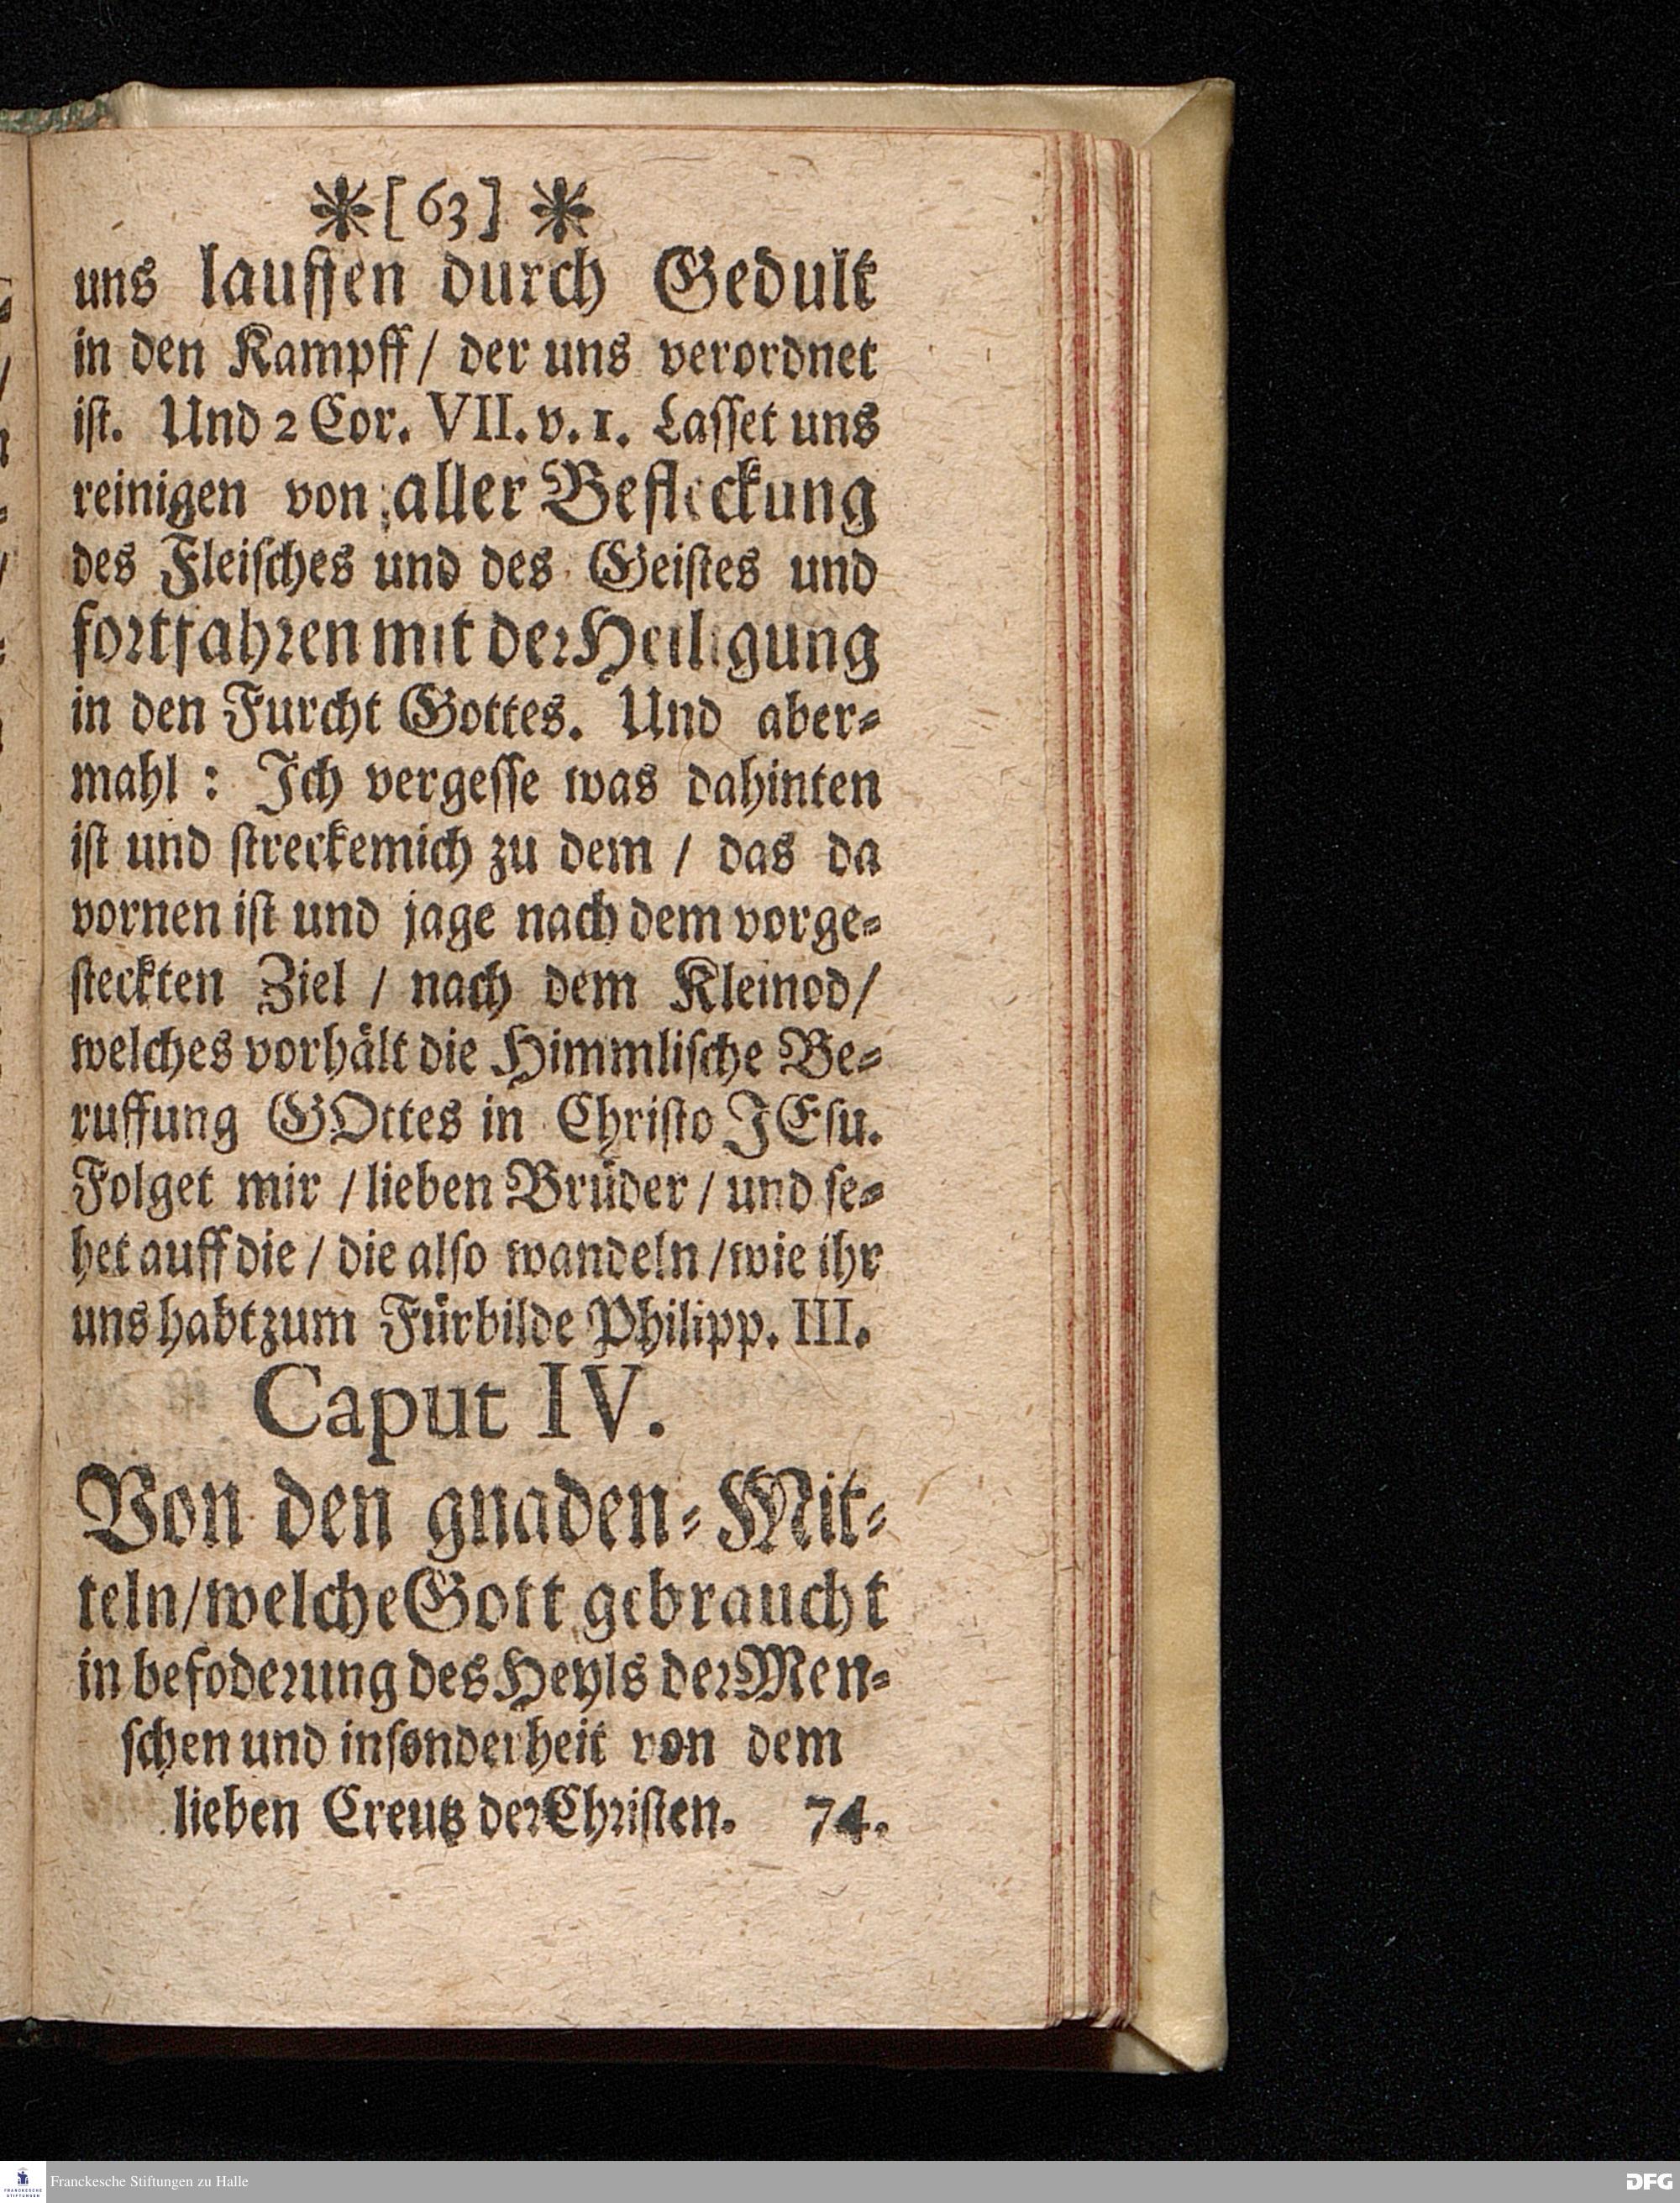 *[63]*
uns lauffen durch Gedult
in den Kampff/ der uns verordnet
iſt. Und 2 Cor. VII. v. 1. Laſſet uns
reinigen von aller Befleckung
des Fleiſches und des Geiſtes und
fortfahren mit der Heiligung
in den Furcht Gottes. Und aber-
mahl : Ich vergeſſe was dahinten
iſt und ſtreckemich zu dem / das da
vornen iſt und jage nach dem vorge-
ſteckten Ziel / nach dem Kleinod/
welches vorhält die Himmliſche Be-
ruffung GOttes in Chriſto JEſu.
Folget mir / lieben Brüder / und ſe-
het auff die / die alſo wandeln /wie ihr
uns habt zum Fürbilde Philipp. III.
Caput IV.
Von den gnaden-Mit-
teln/welche Gott gebraucht
in befoderung des Heyls der Men-
ſchen und inſonderheit von dem
lieben Creutz der Chriſten. 74.
Franckesche Stiftungen zu Halle
DFG